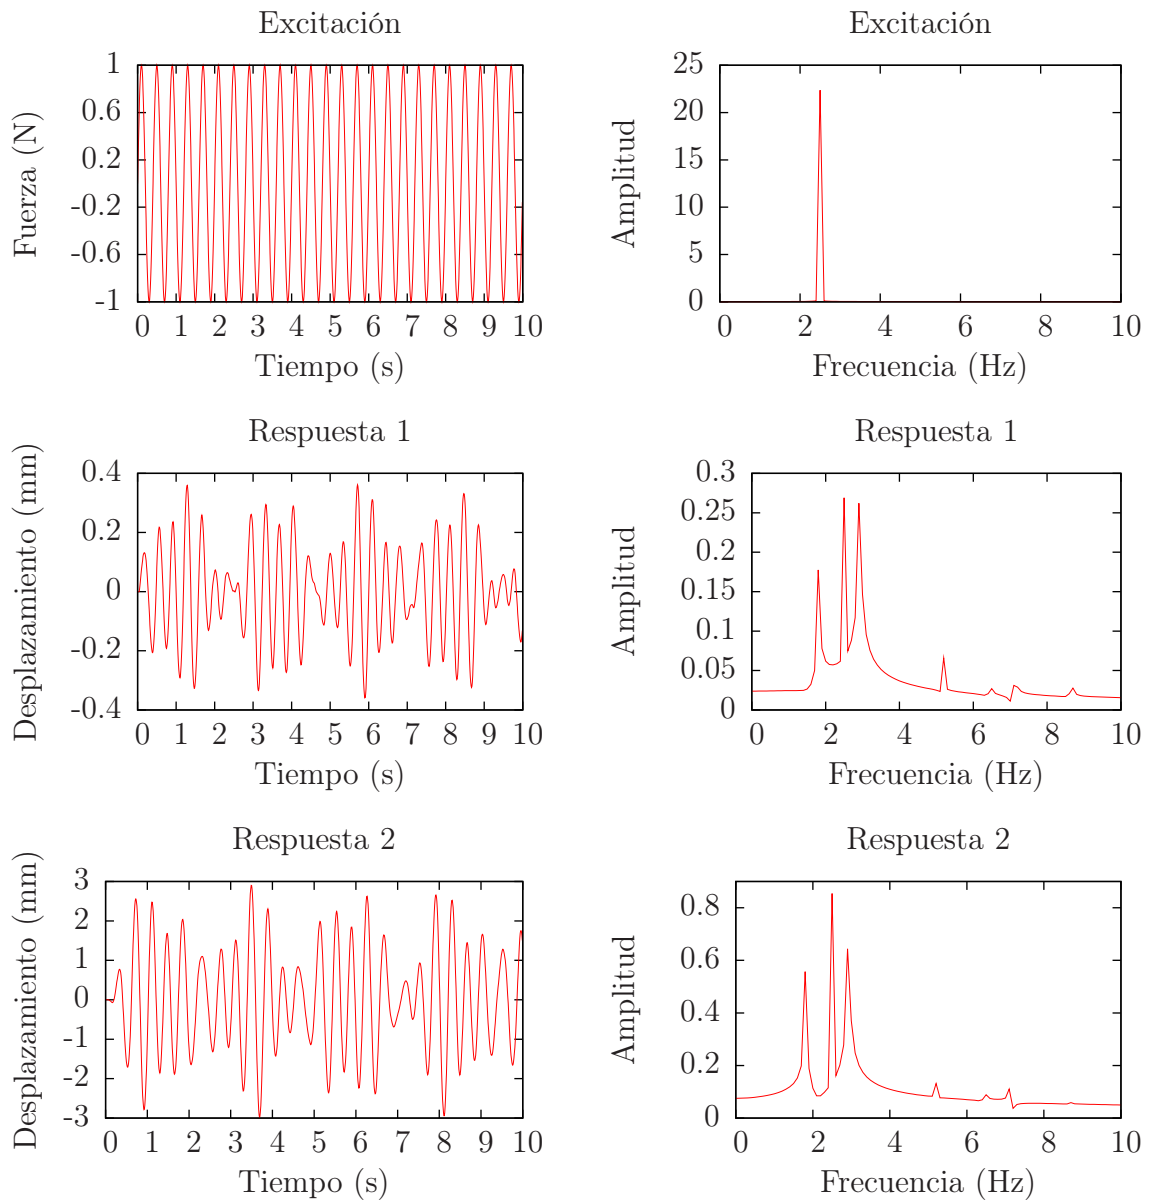 Excitación
Fuerza (N)
1
0.6
0.2
-0.2
-0.6
-1
0 1 2 3 4 5 6 7 8 9 10
Tiempo (s)
Excitación
Amplitud
25
20
15
10
5
0
0 2 4 6 8 10
Frecuencia (Hz)
Respuesta 1
Desplazamiento (mm)
0.4
0.2
0
-0.2
-0.4
0 1 2 3 4 5 6 7 8 9 10
Tiempo (s)
Respuesta 1
Amplitud
0.3
0.25
0.2
0.15
0.1
0.05
0
0 2 4 6 8 10
Frecuencia (Hz)
Respuesta 2
Desplazamiento (mm)
3
2
1
0
-1
-2
-3
0 1 2 3 4 5 6 7 8 9 10
Tiempo (s)
Respuesta 2
Amplitud
0.8
0.6
0.4
0.2
0
0 2 4 6 8 10
Frecuencia (Hz)